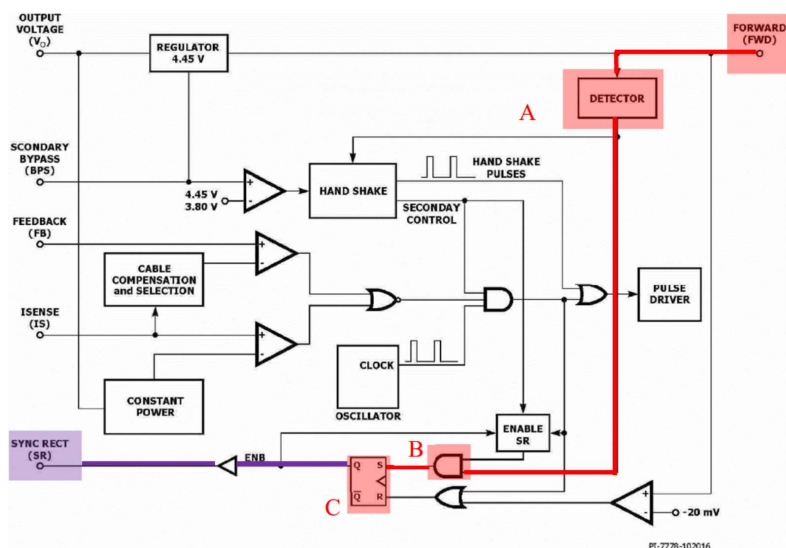 OUTPUT
VOLTAGE
(VO)
REGULATOR
4.45 V
FORWARD
(FWD)
A
DETECTOR
SCONDARY
BYPASS
(BPS)
4.45 V
3.80 V
+
-
HAND SHAKE
HAND SHAKE
PULSES
SECONDAY
CONTROL
FEEDBACK
(FB)
+
-
CABLE
COMPENSATION
and SELECTION
PULSE
DRIVER
ISENSE
(IS)
+
-
CLOCK
OSCILLATOR
CONSTANT
POWER
ENABLE
SR
SYNC RECT
(SR)
ENB
Q
S
B
C
Q
R
+
-
-20 mV
PI-7778-102016